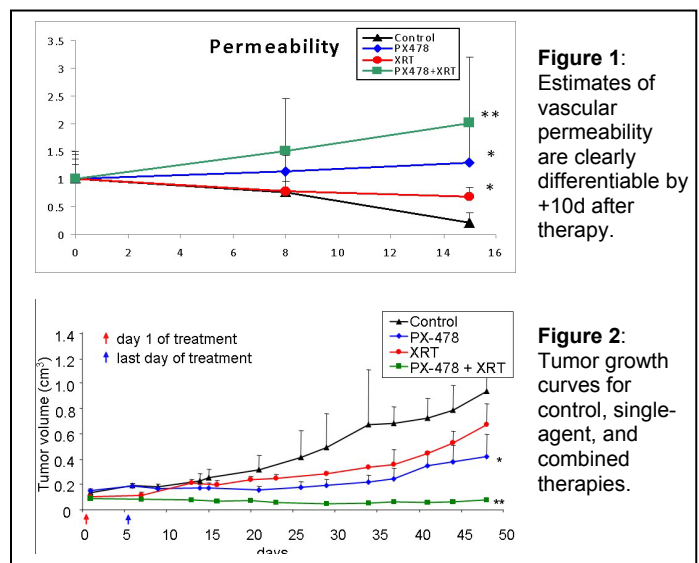 Permeability
Control
PX478
XRT
PX478+XRT
3.5
3
2.5
2
1.5
1
0.5
0
**
*
*
0 2 4 6 8 10 12 14 16
Figure 1:
Estimates of
vascular
permeability
are clearly
differentiable by
+10d after
therapy.
day 1 of treatment
last day of treatment
Control
PX-478
XRT
PX-478 + XRT
Tumor volume (cm3)
1.4
1.2
1.0
0.8
0.6
0.4
0.2
0
*
**
0 5 10 15 20 25 30 35 40 45 50
days
Figure 2:
Tumor growth
curves for
control, single-
agent, and
combined
therapies.